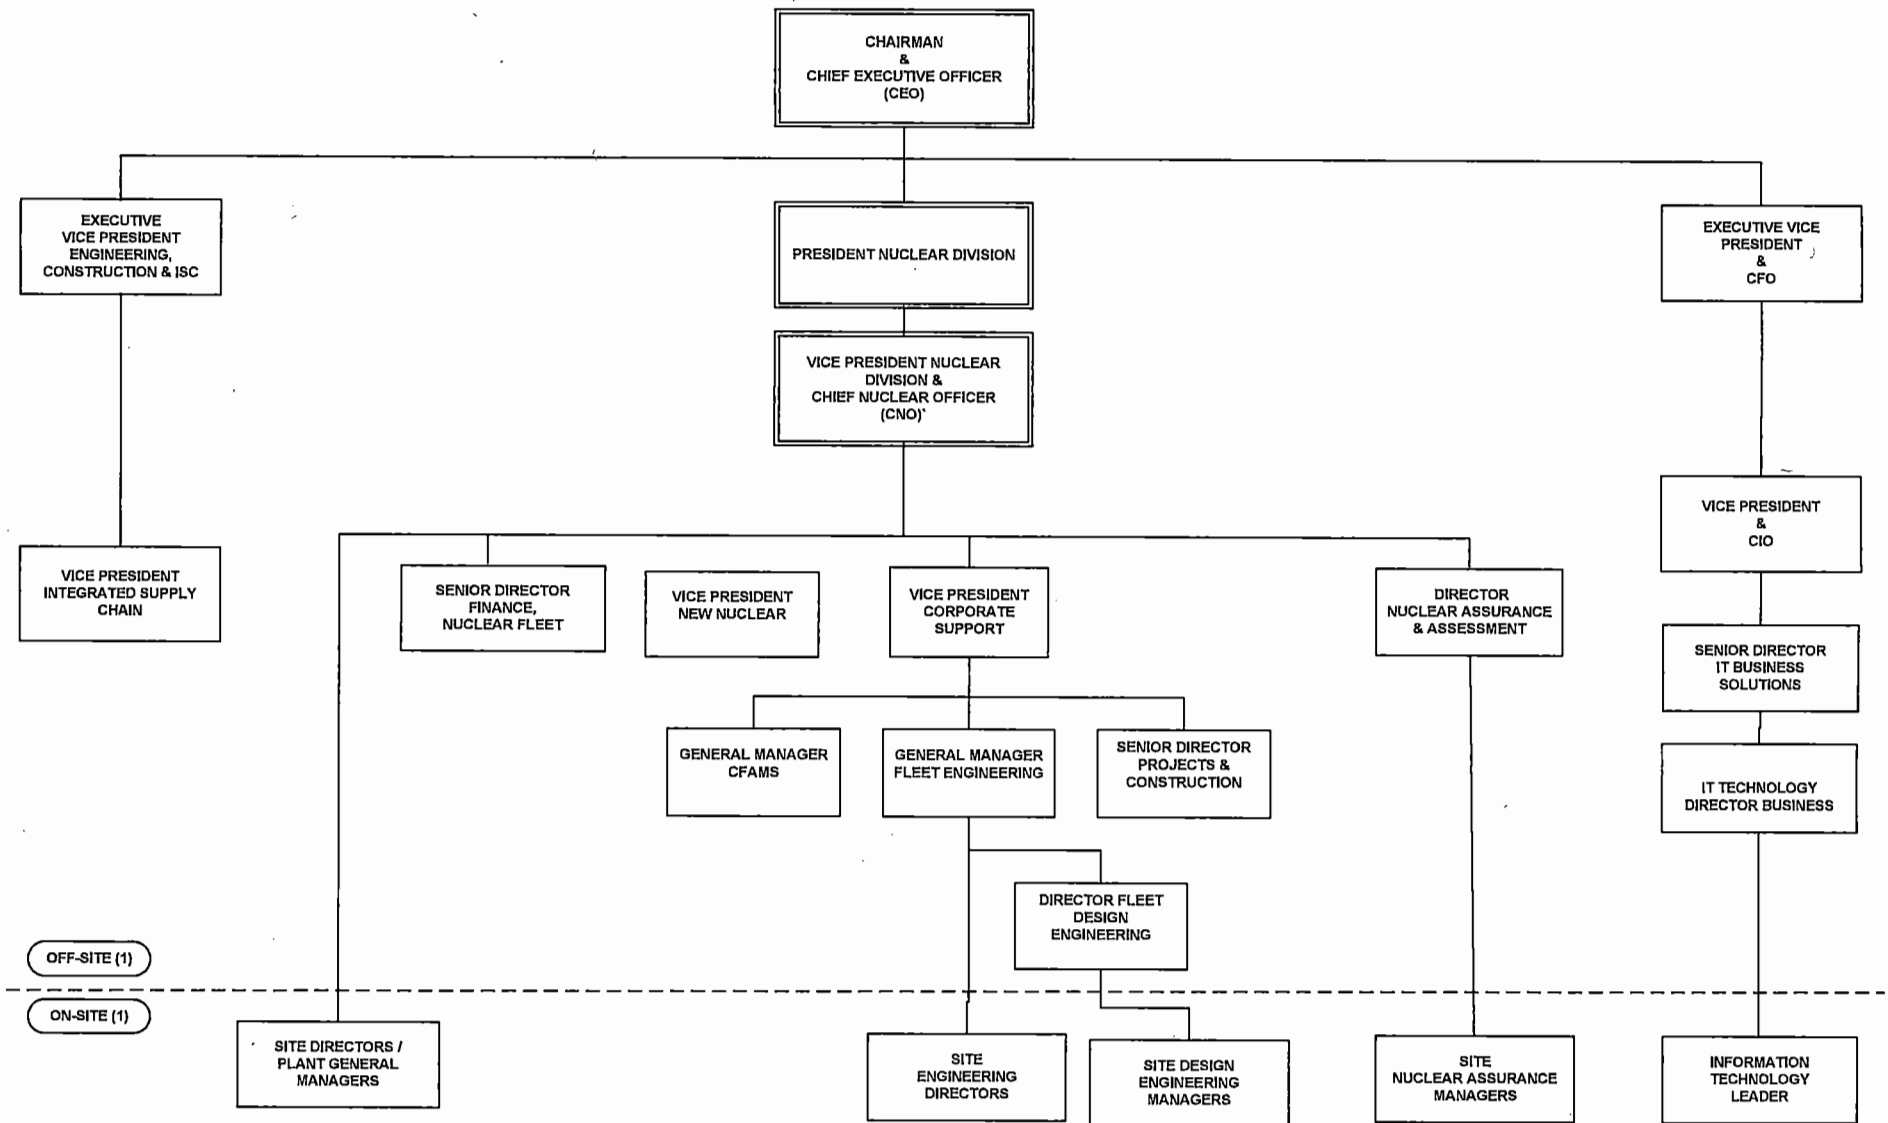 CHAIRMAN
&
CHIEF EXECUTIVE OFFICER
(CEO)
EXECUTIVE
VICE PRESIDENT
ENGINEERING,
CONSTRUCTION & ISC
PRESIDENT NUCLEAR DIVISION
EXECUTIVE VICE
PRESIDENT
&
CFO
VICE PRESIDENT NUCLEAR
DIVISION &
CHIEF NUCLEAR OFFICER
(CNO)
VICE PRESIDENT
&
CIO
VICE PRESIDENT
INTEGRATED SUPPLY
CHAIN
SENIOR DIRECTOR
FINANCE,
NUCLEAR FLEET
VICE PRESIDENT
NEW NUCLEAR
VICE PRESIDENT
CORPORATE
SUPPORT
DIRECTOR
NUCLEAR ASSURANCE
& ASSESSMENT
SENIOR DIRECTOR
IT BUSINESS
SOLUTIONS
GENERAL MANAGER
CFAMS
GENERAL MANAGER
FLEET ENGINEERING
SENIOR DIRECTOR
PROJECTS &
CONSTRUCTION
IT TECHNOLOGY
DIRECTOR BUSINESS
DIRECTOR FLEET
DESIGN
ENGINEERING
OFF-SITE (1)
ON-SITE (1)
SITE DIRECTORS /
PLANT GENERAL
MANAGERS
SITE
ENGINEERING
DIRECTORS
SITE DESIGN
ENGINEERING
MANAGERS
SITE
NUCLEAR ASSURANCE
MANAGERS
INFORMATION
TECHNOLOGY
LEADER